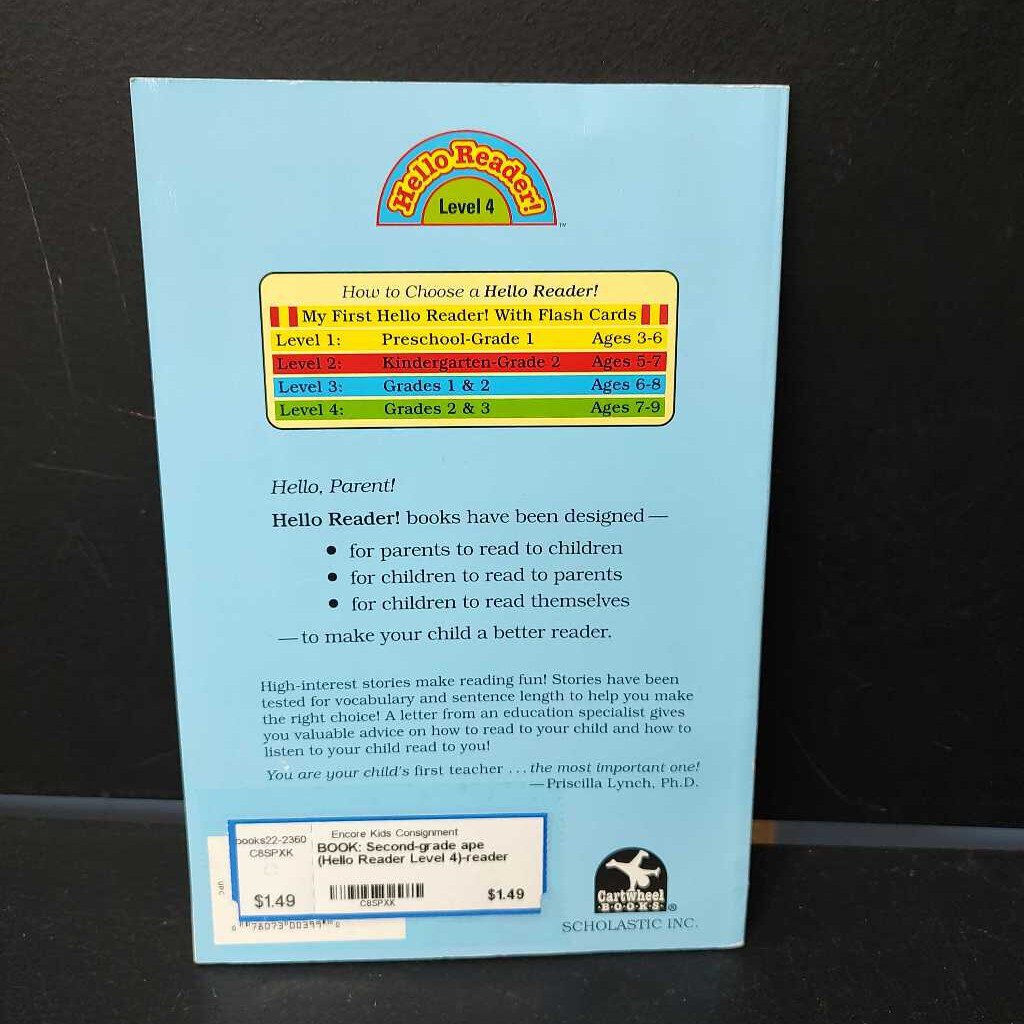 Hello Reader!
Level 4
TM
How to Choose a Hello Reader!
My First Hello Reader! With Flash Cards
Level 1: Preschool-Grade 1 Ages 3-6
Level 2: Kindergarten-Grade 2 Ages 5-7
Level 3: Grades 1 & 2 Ages 6-8
Level 4: Grades 2 & 3 Ages 7-9
Hello, Parent!
Hello Reader! books have been designed—
• for parents to read to children
• for children to read to parents
• for children to read themselves
—to make your child a better reader.
High-interest stories make reading fun! Stories have been
tested for vocabulary and sentence length to help you make
the right choice! A letter from an education specialist gives
you valuable advice on how to read to your child and how to
listen to your child read to you!
You are your child's first teacher . . . the most important one!
—Priscilla Lynch, Ph.D.
books22-2360
C8SPXK
$1.49
Encore Kids Consignment
BOOK: Second-grade ape
(Hello Reader Level 4)-reader
C8SPXK
$1.49
UPC
0 76073 00399
Cartwheel
·B·O·O·K·S· ®
SCHOLASTIC INC.